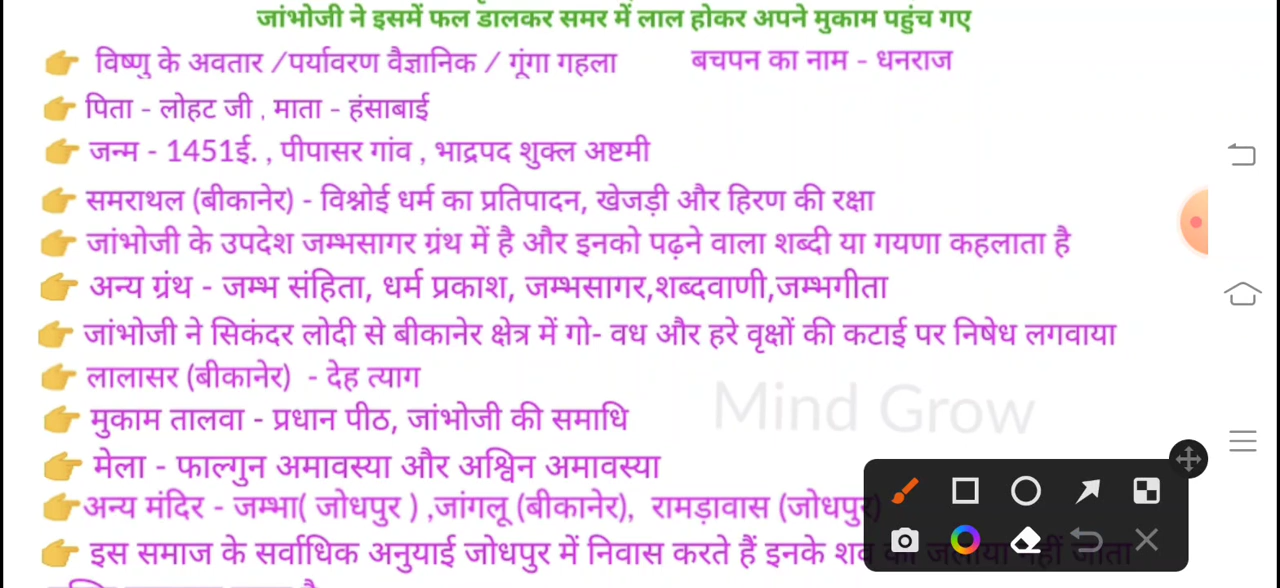 जांभोजी ने इसमें फल डालकर समर में लाल होकर अपने मुकाम पहुंच गए
👉 विष्णु के अवतार /पर्यावरण वैज्ञानिक / गूंगा गहला बचपन का नाम - धनराज
👉 पिता - लोहट जी , माता - हंसाबाई
👉 जन्म - 1451ई. , पीपासर गांव , भाद्रपद शुक्ल अष्टमी
👉 समराथल (बीकानेर) - विश्नोई धर्म का प्रतिपादन, खेजड़ी और हिरण की रक्षा
👉 जांभोजी के उपदेश जम्भसागर ग्रंथ में है और इनको पढ़ने वाला शब्दी या गयणा कहलाता है
👉 अन्य ग्रंथ - जम्भ संहिता, धर्म प्रकाश, जम्भसागर,शब्दवाणी,जम्भगीता
👉 जांभोजी ने सिकंदर लोदी से बीकानेर क्षेत्र में गो- वध और हरे वृक्षों की कटाई पर निषेध लगवाया
👉 लालासर (बीकानेर) - देह त्याग
👉 मुकाम तालवा - प्रधान पीठ, जांभोजी की समाधि
Mind Grow
👉 मेला - फाल्गुन अमावस्या और अश्विन अमावस्या
👉अन्य मंदिर - जम्भा( जोधपुर ) ,जांगलू (बीकानेर), रामड़ावास (जोधपुर)
👉 इस समाज के सर्वाधिक अनुयाई जोधपुर में निवास करते हैं इनके शव को जलाया नहीं जाता